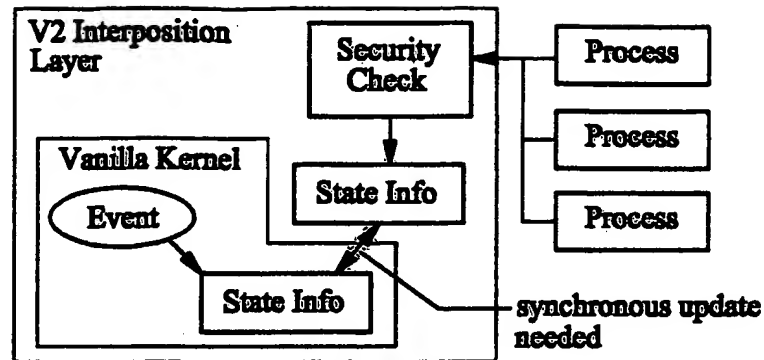 V2 Interposition
Layer
Security
Check
Process
Process
Process
Vanilla Kernel
Event
State Info
State Info
synchronous update
needed